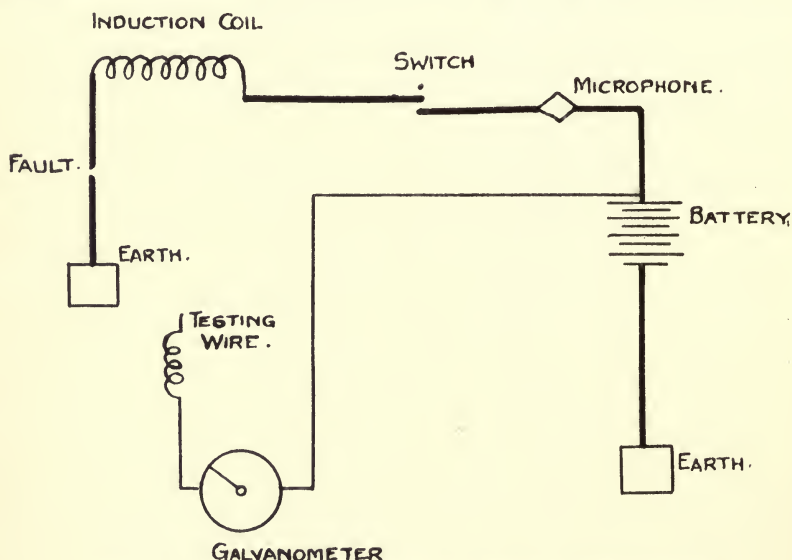 INDUCTION COIL
SWITCH
MICROPHONE.
FAULT.
BATTERY,
EARTH.
TESTING
WIRE.
EARTH.
GALVANOMETER